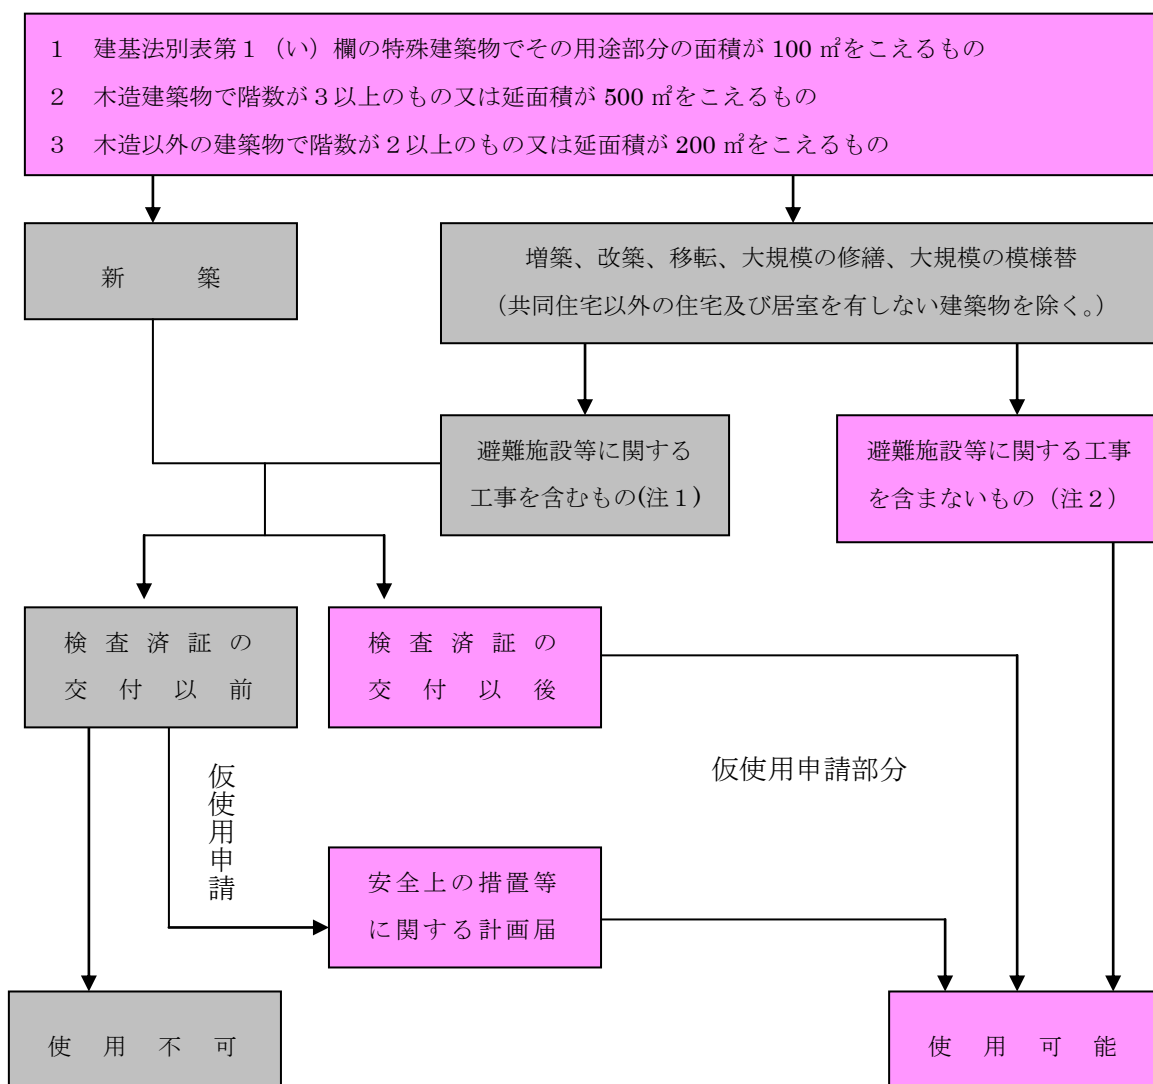 1 建基法別表第1（い）欄の特殊建築物でその用途部分の面積が 100 ㎡をこえるもの
2 木造建築物で階数が３以上のもの又は延面積が 500 ㎡をこえるもの
3 木造以外の建築物で階数が２以上のもの又は延面積が 200 ㎡をこえるもの
新築
増築、改築、移転、大規模の修繕、大規模の模様替
（共同住宅以外の住宅及び居室を有しない建築物を除く。）
避難施設等に関する
工事を含むもの(注１)
避難施設等に関する工事
を含まないもの（注２）
検査済証の
交付以前
検査済証の
交付以後
仮使用申請
仮使用申請部分
安全上の措置等
に関する計画届
使用不可
使用可能